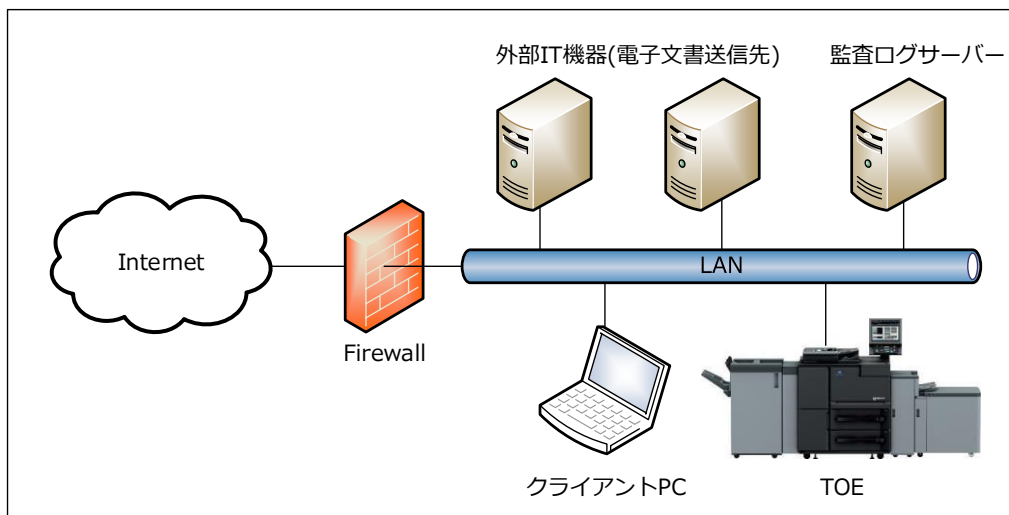 外部IT機器(電子文書送信先)
監査ログサーバー
Internet
LAN
Firewall
クライアントPC
TOE